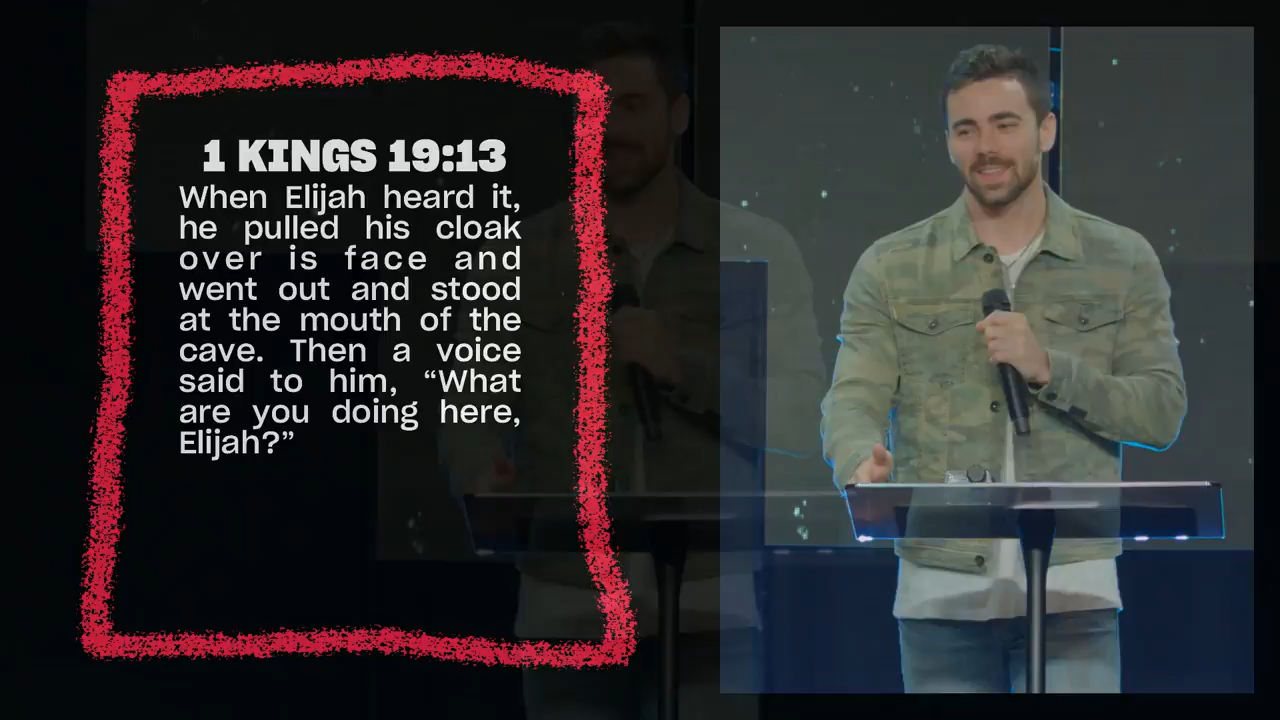 1 KINGS 19:13
When Elijah heard it,
he pulled his cloak
over is face and
went out and stood
at the mouth of the
cave. Then a voice
said to him, “What
are you doing here,
Elijah?”